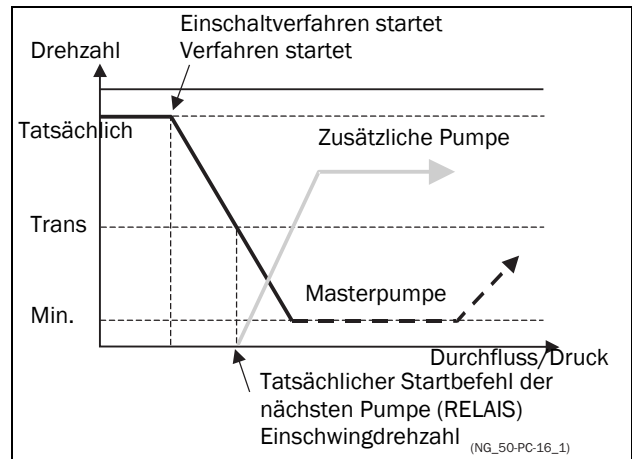 Einschaltverfahren startet
Verfahren startet
Drehzahl
Tatsächlich
Zusätzliche Pumpe
Trans
Masterpumpe
Min.
Durchfluss/Druck
Tatsächlicher Startbefehl der
nächsten Pumpe (RELAIS)
Einschwingdrehzahl
(NG_50-PC-16_1)